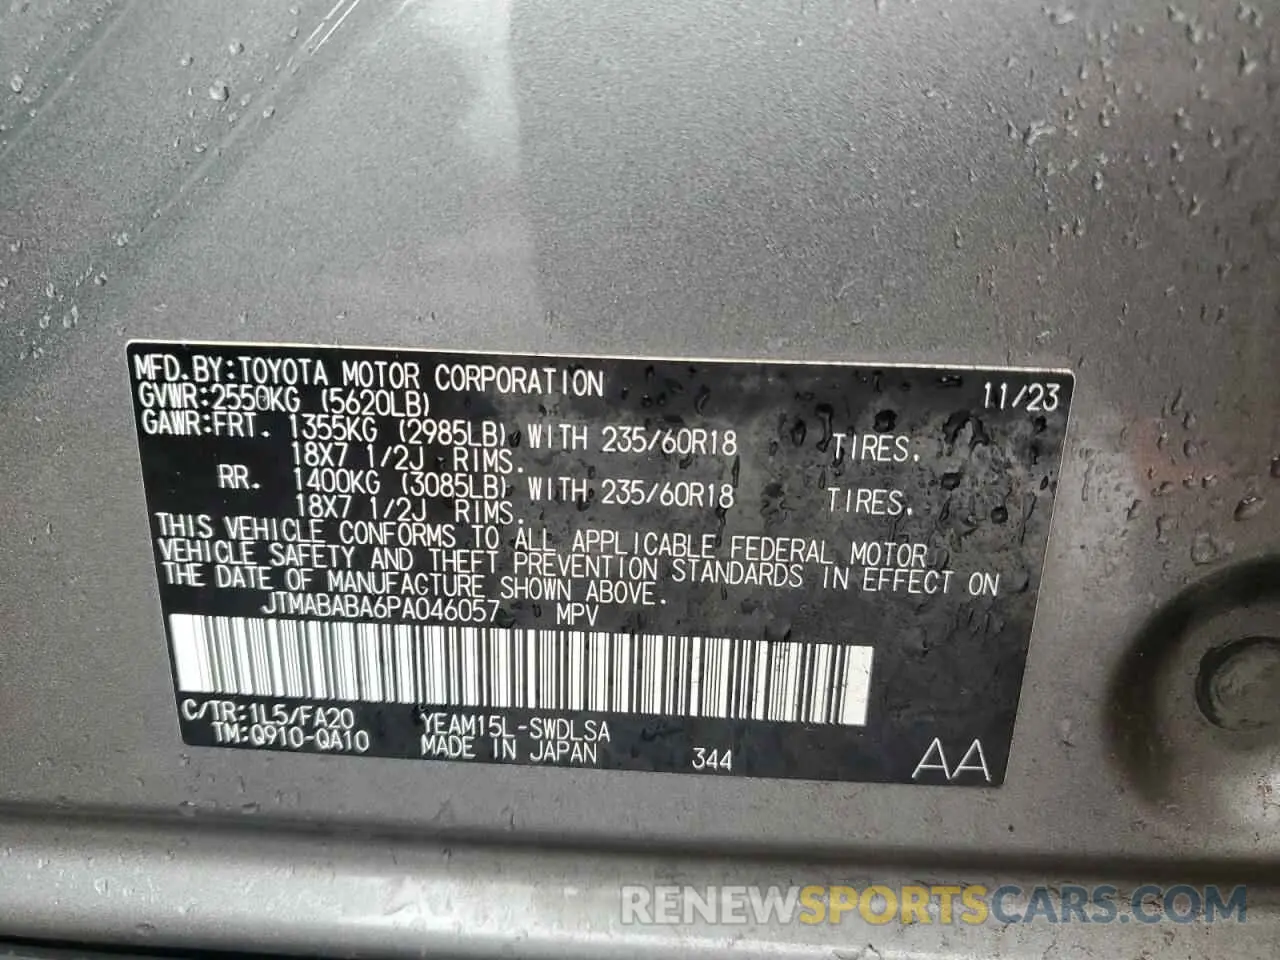 MFD.BY:TOYOTA MOTOR CORPORATION 11/23
GVWR:2550KG (5620LB)
GAWR:FRT. 1355KG (2985LB) WITH 235/60R18 TIRES.
18X7 1/2J RIMS.
RR. 1400KG (3085LB) WITH 235/60R18 TIRES.
18X7 1/2J RIMS.
THIS VEHICLE CONFORMS TO ALL APPLICABLE FEDERAL MOTOR
VEHICLE SAFETY AND THEFT PREVENTION STANDARDS IN EFFECT ON
THE DATE OF MANUFACTURE SHOWN ABOVE.
JTMABABA6PA046057 MPV
C/TR:1L5/FA20 YEAM15L-SWDLSA
TM:Q910-QA10 MADE IN JAPAN 344 AA
RENEWSPORTSCARS.COM